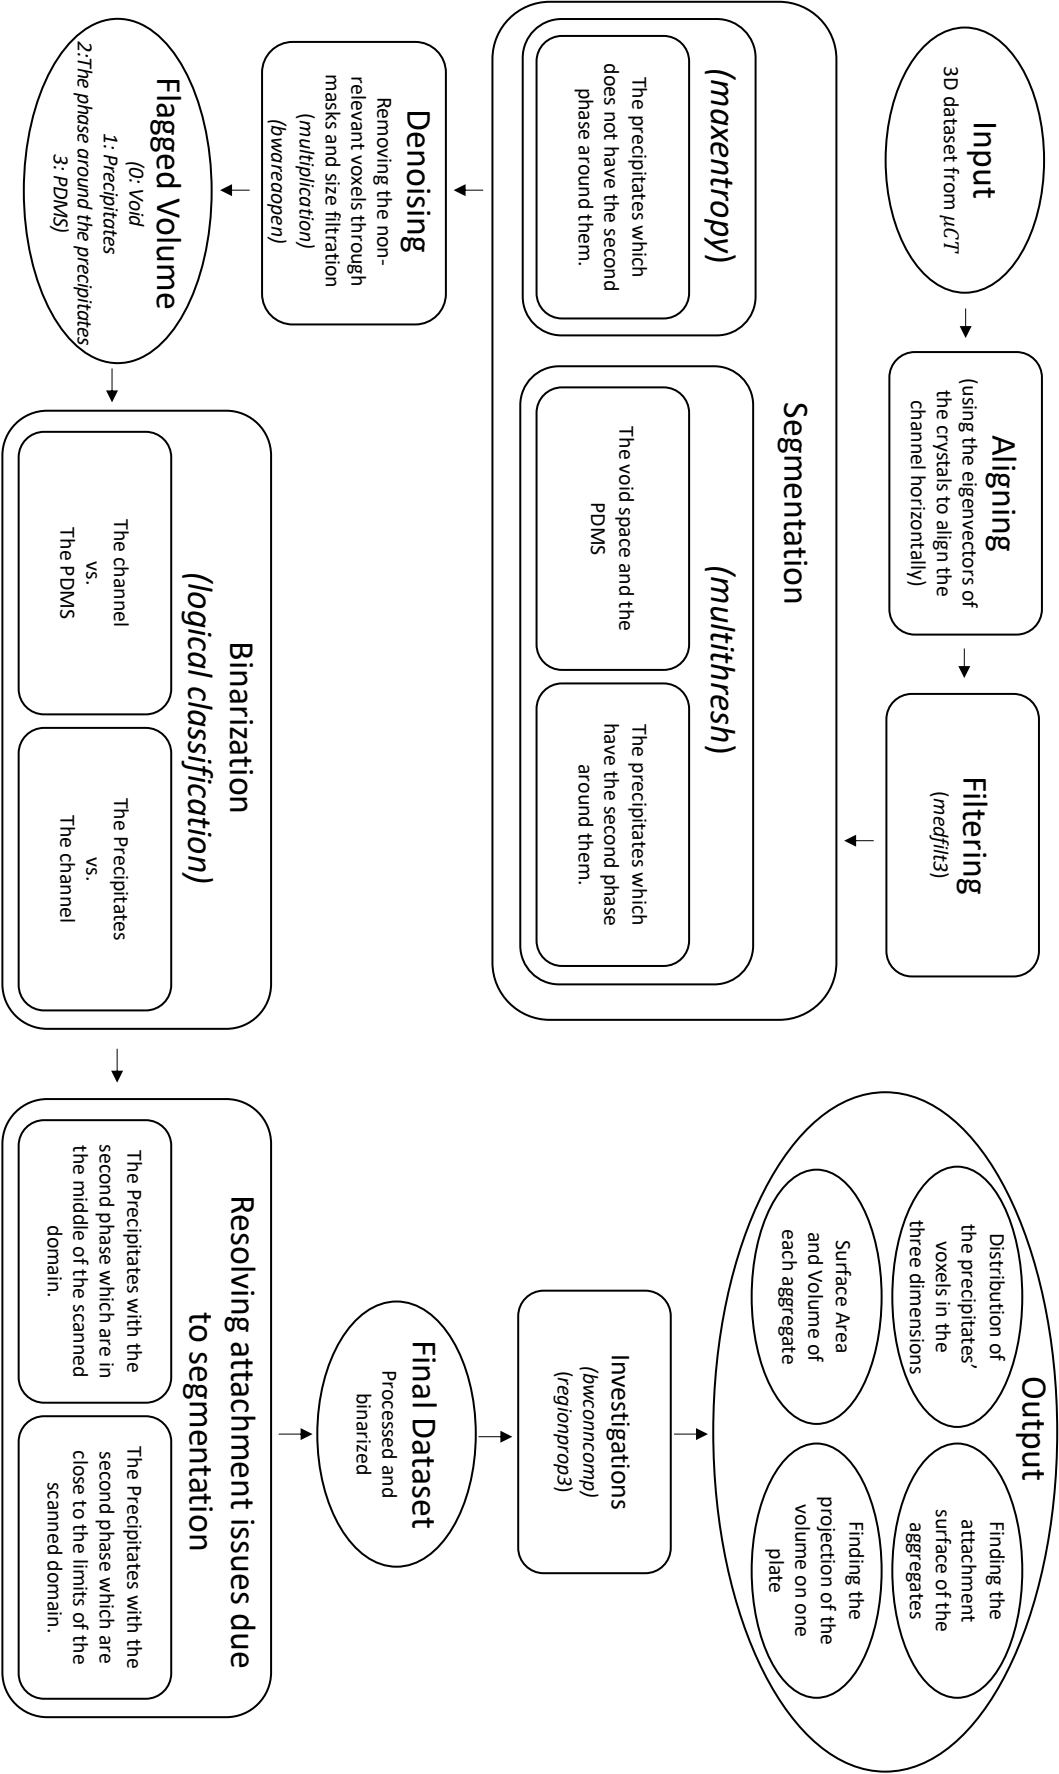 Input
3D dataset from μCT
Aligning
(using the eigenvectors of
the crystals to align the
channel horizontally)
Filtering
(medfilt3)
Segmentation
(maxentropy)
The precipitates which
does not have the second
phase around them.
(multithresh)
The void space and the
PDMS
The precipitates which
have the second phase
around them.
Denoising
Removing the non-
relevant voxels through
masks and size filtration
(multiplication)
(bwareaopen)
Flagged Volume
(0: Void
1: Precipitates
2:The phase around the precipitates
3: PDMS)
Binarization
(logical classification)
The channel
vs.
The PDMS
The Precipitates
vs.
The channel
Resolving attachment issues due
to segmentation
The Precipitates with the
second phase which are in
the middle of the scanned
domain.
The Precipitates with the
second phase which are
close to the limits of the
scanned domain.
Final Dataset
Processed and
binarized
Investigations
(bwcomncomp)
(regionprop3)
Output
Distribution of
the precipitates’
voxels in the
three dimensions
Finding the
attachment
surface of the
aggregates
Surface Area
and Volume of
each aggregate
Finding the
projection of the
volume on one
plate